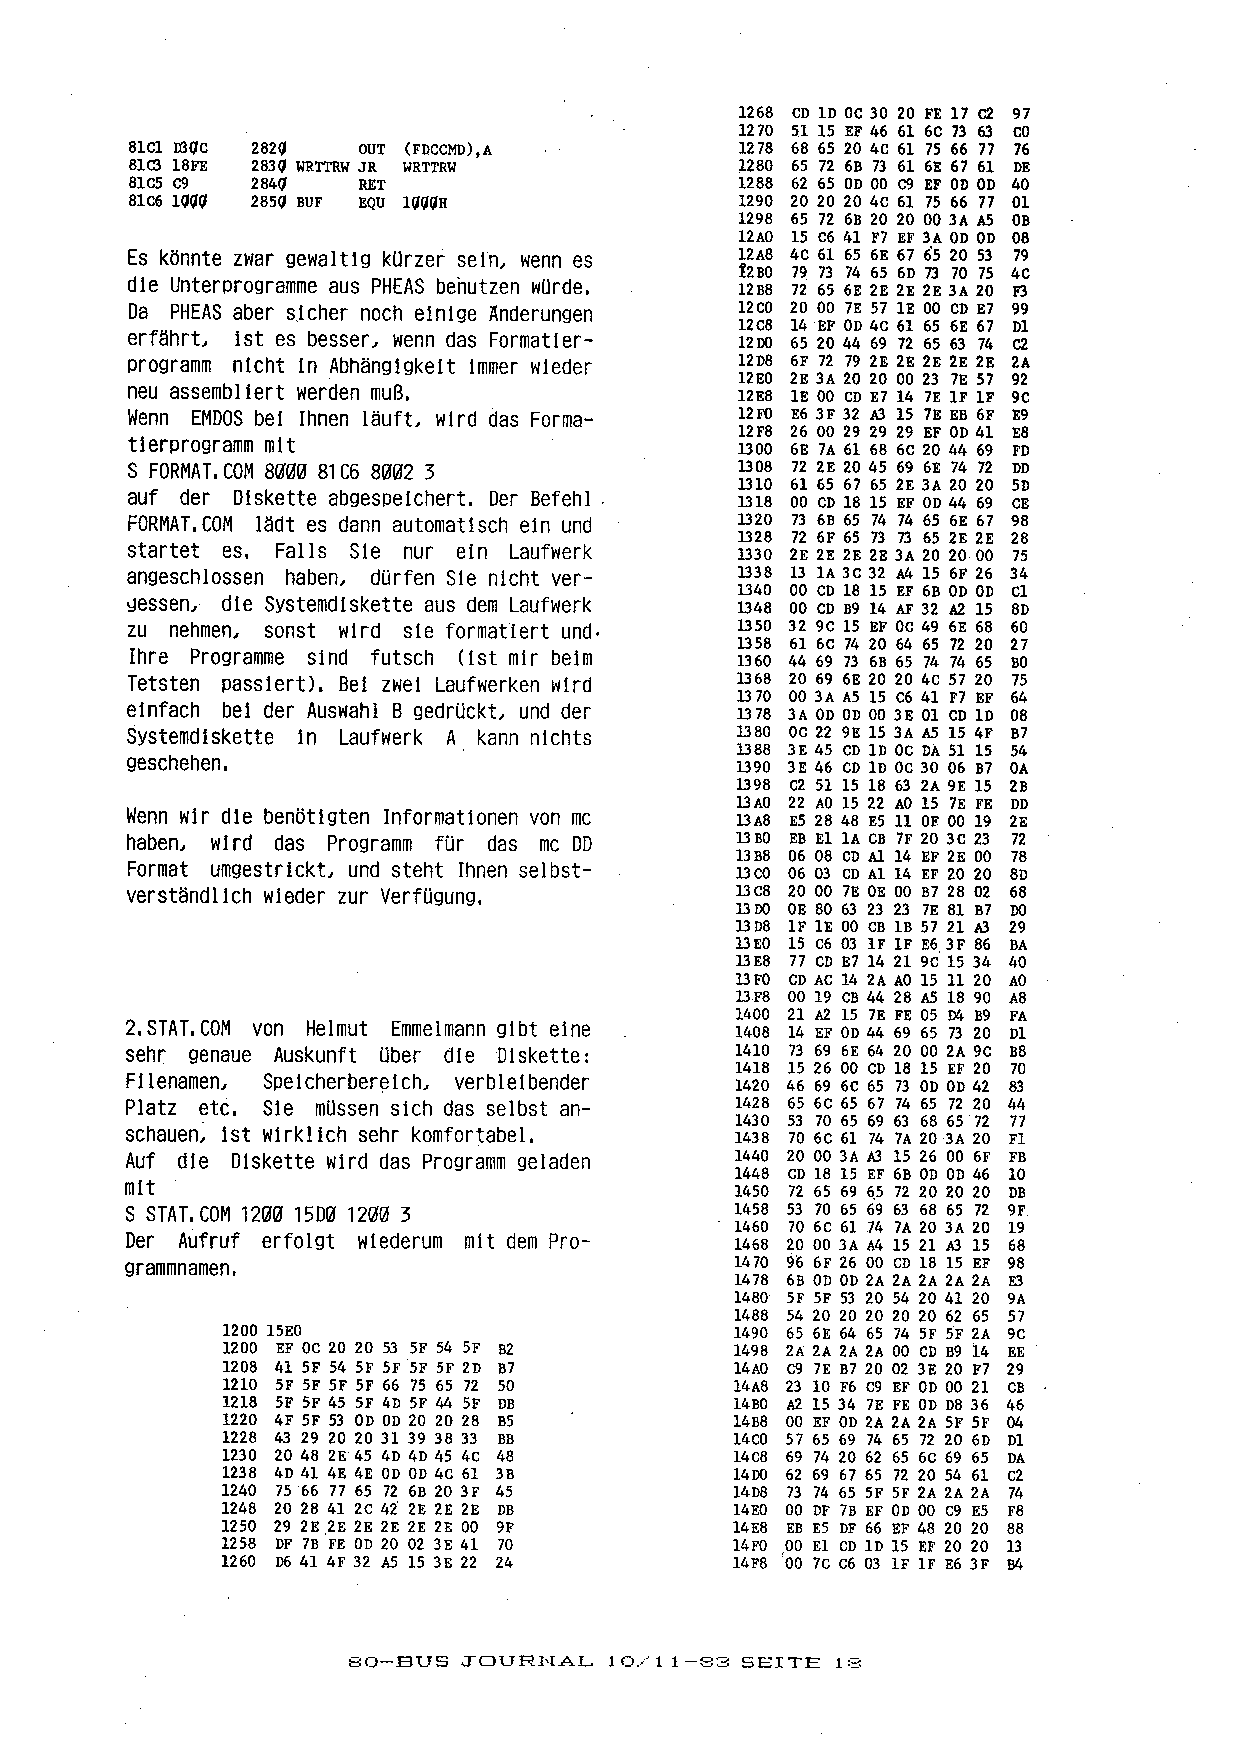 81C1 D30C 2820 OUT (FDCCMD),A
81C3 18FE 2830 WRTTRW JR WRTTRW
81C5 C9 2840 RET
81C6 1000 2850 BUF EQU 1000H
Es könnte zwar gewaltig kürzer sein, wenn es
die Unterprogramme aus PHEAS benutzen würde.
Da PHEAS aber sicher noch einige Änderungen
erfährt, ist es besser, wenn das Formatier-
programm nicht in Abhängigkeit immer wieder
neu assembliert werden muß.
Wenn EMDOS bei Ihnen läuft, wird das Forma-
tierprogramm mit
S FORMAT.COM 8000 81C6 8002 3
auf der Diskette abgespeichert. Der Befehl
FORMAT.COM lädt es dann automatisch ein und
startet es. Falls Sie nur ein Laufwerk
angeschlossen haben, dürfen Sie nicht ver-
gessen, die Systemdiskette aus dem Laufwerk
zu nehmen, sonst wird sie formatiert und
Ihre Programme sind futsch (ist mir beim
Tetsten passiert). Bei zwei Laufwerken wird
einfach bei der Auswahl B gedrückt, und der
Systemdiskette in Laufwerk A kann nichts
geschehen.
Wenn wir die benötigten Informationen von mc
haben, wird das Programm für das mc DD
Format umgestrickt, und steht Ihnen selbst-
verständlich wieder zur Verfügung.
2.STAT.COM von Helmut Emmelmann gibt eine
sehr genaue Auskunft über die Diskette:
Filenamen, Speicherbereich, verbleibender
Platz etc. Sie müssen sich das selbst an-
schauen, ist wirklich sehr komfortabel.
Auf die Diskette wird das Programm geladen
mit
S STAT.COM 1200 15D0 1200 3
Der Aufruf erfolgt wiederum mit dem Pro-
grammnamen.
1200 15E0
1200 EF 0C 20 20 53 5F 54 5F B2
1208 41 5F 54 5F 5F 5F 5F 2D B7
1210 5F 5F 5F 5F 66 75 65 72 50
1218 5F 5F 45 5F 4D 5F 44 5F DB
1220 4F 5F 53 0D 0D 20 20 28 B5
1228 43 29 20 20 31 39 38 33 BB
1230 20 48 2E 45 4D 4D 45 4C 48
1238 4D 41 4E 4E 0D 0D 4C 61 3B
1240 75 66 77 65 72 6B 20 3F 45
1248 20 28 41 2C 42 2E 2E 2E DB
1250 29 2E 2E 2E 2E 2E 2E 00 9F
1258 DF 7B FE 0D 20 02 3E 41 70
1260 D6 41 4F 32 A5 15 3E 22 24
1268 CD 1D 0C 30 20 FE 17 C2 97
1270 51 15 EF 46 61 6C 73 63 C0
1278 68 65 20 4C 61 75 66 77 76
1280 65 72 6B 73 61 6E 67 61 DE
1288 62 65 0D 00 C9 EF 0D 0D 40
1290 20 20 20 4C 61 75 66 77 01
1298 65 72 6B 20 20 00 3A A5 0B
12A0 15 C6 41 F7 EF 3A 0D 0D 08
12A8 4C 61 65 6E 67 65 20 53 79
12B0 79 73 74 65 6D 73 70 75 4C
12B8 72 65 6E 2E 2E 2E 3A 20 F3
12C0 20 00 7E 57 1E 00 CD E7 99
12C8 14 EF 0D 4C 61 65 6E 67 D1
12D0 65 20 44 69 72 65 63 74 C2
12D8 6F 72 79 2E 2E 2E 2E 2E 2A
12E0 2E 3A 20 20 00 23 7E 57 92
12E8 1E 00 CD E7 14 7E 1F 1F 9C
12F0 E6 3F 32 A3 15 7E EB 6F E9
12F8 26 00 29 29 29 EF 0D 41 E8
1300 6E 7A 61 68 6C 20 44 69 FD
1308 72 2E 20 45 69 6E 74 72 DD
1310 61 65 67 65 2E 3A 20 20 5D
1318 00 CD 18 15 EF 0D 44 69 CE
1320 73 6B 65 74 74 65 6E 67 98
1328 72 6F 65 73 73 65 2E 2E 28
1330 2E 2E 2E 2E 3A 20 20 00 75
1338 13 1A 3C 32 A4 15 6F 26 34
1340 00 CD 18 15 EF 6B 0D 0D C1
1348 00 CD B9 14 AF 32 A2 15 8D
1350 32 9C 15 EF 0C 49 6E 68 60
1358 61 6C 74 20 64 65 72 20 27
1360 44 69 73 6B 65 74 74 65 B0
1368 20 69 6E 20 20 4C 57 20 75
1370 00 3A A5 15 C6 41 F7 EF 64
1378 3A 0D 0D 00 3E 01 CD 1D 08
1380 0C 22 9E 15 3A A5 15 4F B7
1388 3E 45 CD 1D 0C DA 51 15 54
1390 3E 46 CD 1D 0C 30 06 B7 0A
1398 C2 51 15 18 63 2A 9E 15 2B
13A0 22 A0 15 22 A0 15 7E FE DD
13A8 E5 28 48 E5 11 0F 00 19 2E
13B0 EB E1 1A CB 7F 20 3C 23 72
13B8 06 08 CD A1 14 EF 2E 00 78
13C0 06 03 CD A1 14 EF 20 20 8D
13C8 20 00 7E 0E 00 B7 28 02 68
13D0 0E 80 63 23 23 7E 81 B7 D0
13D8 1F 1E 00 CB 1B 57 21 A3 29
13E0 15 C6 03 1F 1F E6 3F 86 BA
13E8 77 CD E7 14 21 9C 15 34 40
13F0 CD AC 14 2A A0 15 11 20 A0
13F8 00 19 CB 44 28 A5 18 90 A8
1400 21 A2 15 7E FE 05 D4 B9 FA
1408 14 EF 0D 44 69 65 73 20 D1
1410 73 69 6E 64 20 00 2A 9C B8
1418 15 26 00 CD 18 15 EF 20 70
1420 46 69 6C 65 73 0D 0D 42 83
1428 65 6C 65 67 74 65 72 20 44
1430 53 70 65 69 63 68 65 72 77
1438 70 6C 61 74 7A 20 3A 20 F1
1440 20 00 3A A3 15 26 00 6F FB
1448 CD 18 15 EF 6B 0D 0D 46 10
1450 72 65 69 65 72 20 20 20 DB
1458 53 70 65 69 63 68 65 72 9F
1460 70 6C 61 74 7A 20 3A 20 19
1468 20 00 3A A4 15 21 A3 15 68
1470 96 6F 26 00 CD 18 15 EF 98
1478 6B 0D 0D 2A 2A 2A 2A 2A E3
1480 5F 5F 53 20 54 20 41 20 9A
1488 54 20 20 20 20 20 62 65 57
1490 65 6E 64 65 74 5F 5F 2A 9C
1498 2A 2A 2A 2A 00 CD B9 14 EE
14A0 C9 7E B7 20 02 3E 20 F7 29
14A8 23 10 F6 C9 EF 0D 00 21 CB
14B0 A2 15 34 7E FE 0D D8 36 46
14B8 00 EF 0D 2A 2A 2A 5F 5F 04
14C0 57 65 69 74 65 72 20 6D D1
14C8 69 74 20 62 65 6C 69 65 DA
14D0 62 69 67 65 72 20 54 61 C2
14D8 73 74 65 5F 5F 2A 2A 2A 74
14E0 00 DF 7B EF 0D 00 C9 E5 F8
14E8 EB E5 DF 66 EF 48 20 20 88
14F0 00 E1 CD 1D 15 EF 20 20 13
14F8 00 7C C6 03 1F 1F E6 3F B4
80-BUS JOURNAL 10/11-83 SEITE 18